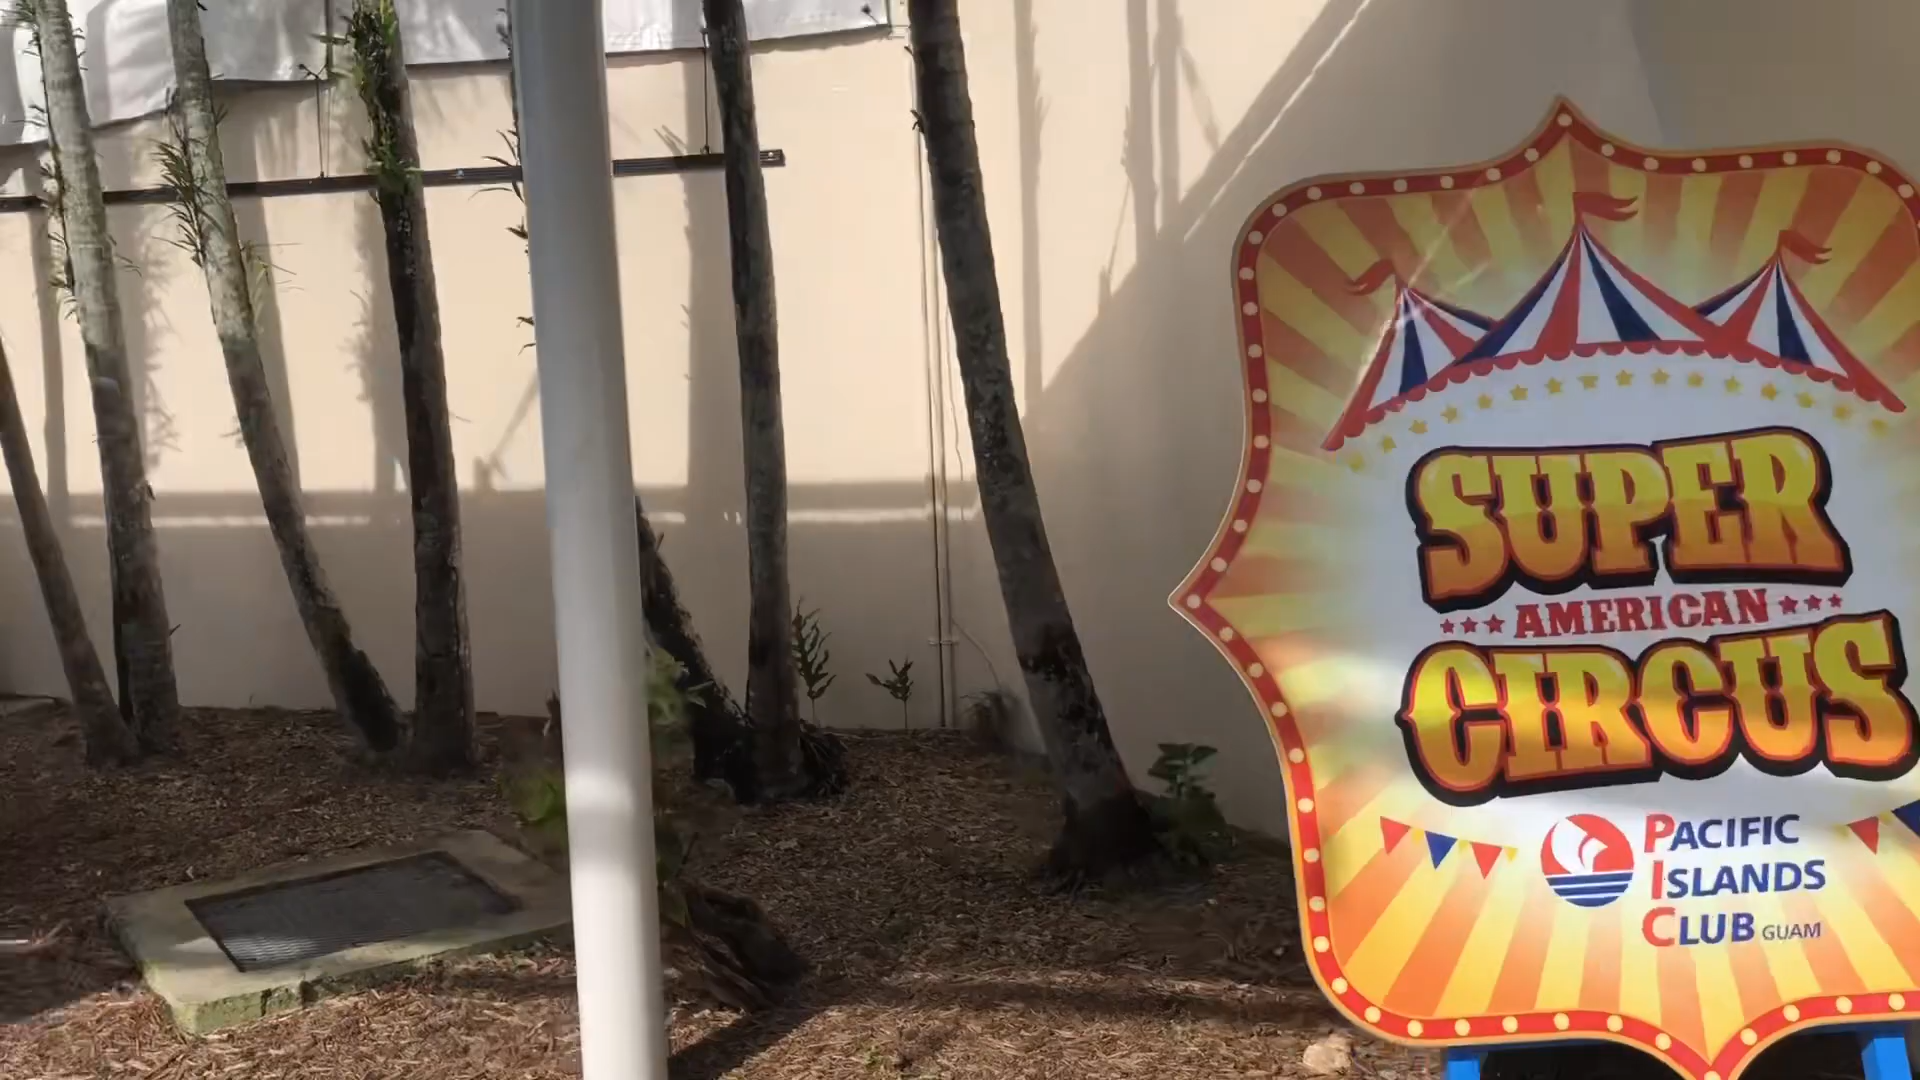 SUPER
AMERICAN
CIRCUS
PACIFIC
ISLANDS
CLUB GUAM